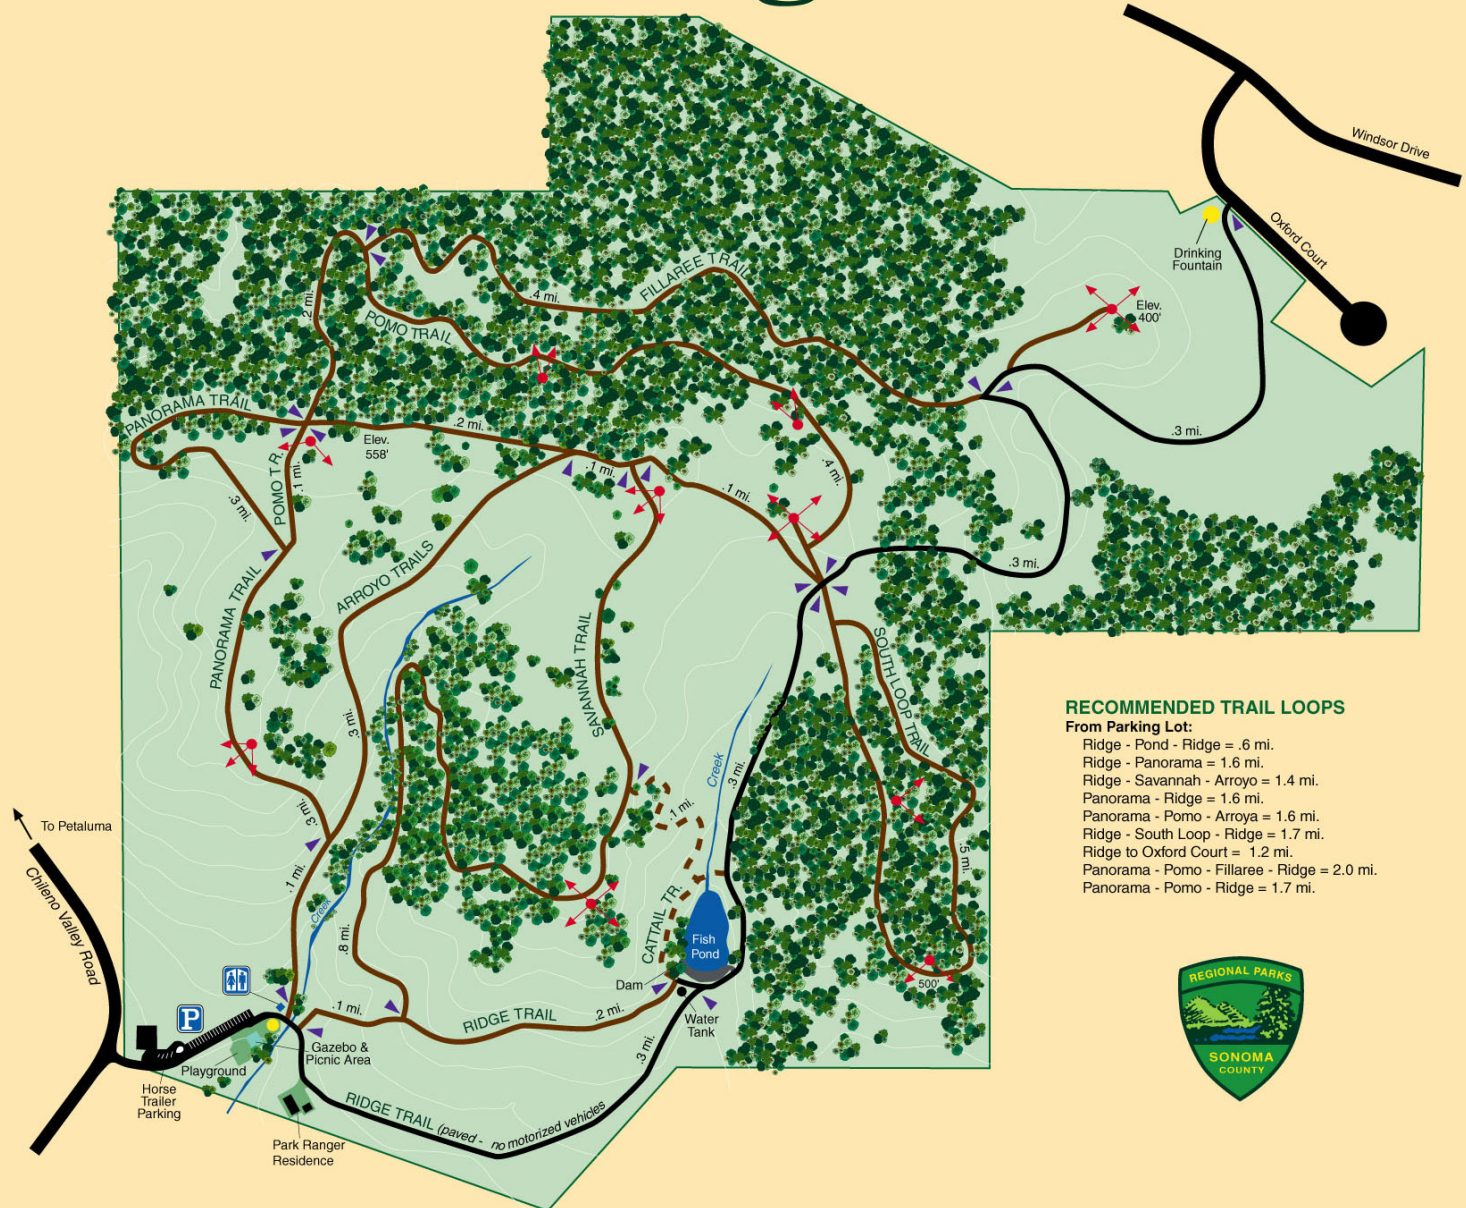 Windsor Drive
Oxford Court
Drinking
Fountain
Elev.
400'
.3 mi.
FILLAREE TRAIL
.4 mi.
.2 mi.
POMO TRAIL
PANORAMA TRAIL
.2 mi.
Elev.
558'
.1 mi.
.1 mi.
.4 mi.
POMO TR.
.1 mi.
.3 mi.
.3 mi.
ARROYO TRAILS
PANORAMA TRAIL
SAVANNAH TRAIL
SOUTH LOOP TRAIL
.3 mi.
Creek
.3 mi.
.3 mi.
.1 mi.
.5 mi.
.1 mi.
Creek
.8 mi.
CATTAIL TR.
Fish
Pond
Dam
500'
Water
Tank
.1 mi.
RIDGE TRAIL
.2 mi.
.3 mi.
To Petaluma
Chileno Valley Road
P
Gazebo &
Picnic Area
Playground
Horse
Trailer
Parking
Park Ranger
Residence
RIDGE TRAIL (paved - no motorized vehicles
RECOMMENDED TRAIL LOOPS
From Parking Lot:
Ridge - Pond - Ridge = .6 mi.
Ridge - Panorama = 1.6 mi.
Ridge - Savannah - Arroyo = 1.4 mi.
Panorama - Ridge = 1.6 mi.
Panorama - Pomo - Arroya = 1.6 mi.
Ridge - South Loop - Ridge = 1.7 mi.
Ridge to Oxford Court = 1.2 mi.
Panorama - Pomo - Fillaree - Ridge = 2.0 mi.
Panorama - Pomo - Ridge = 1.7 mi.
REGIONAL PARKS
SONOMA
COUNTY